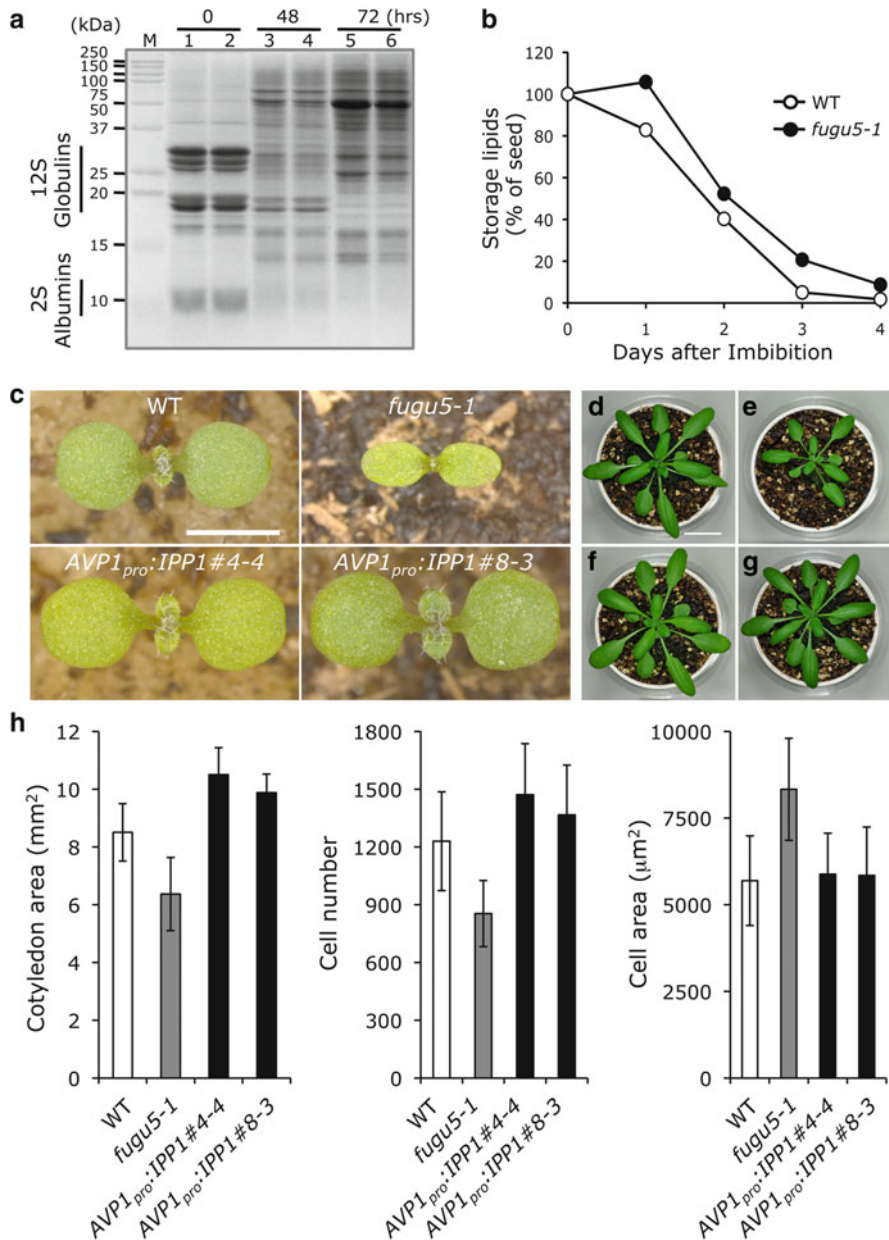 a
(kDa)
0
48
72 (hrs)
M
1
2
3
4
5
6
250
150
100
75
50
37
25
20
15
10
12S
Globulins
2S
Albumins
b
120
100
80
60
40
20
0
Storage lipids
(% of seed)
WT
fugu5-1
0
1
2
3
4
Days after Imbibition
c
WT
fugu5-1
AVP1pro:IPP1#4-4
AVP1pro:IPP1#8-3
d
e
f
g
h
12
10
8
6
4
2
0
Cotyledon area (mm²)
WT
fugu5-1
AVP1pro:IPP1#4-4
AVP1pro:IPP1#8-3
1800
1500
1200
900
600
300
0
Cell number
WT
fugu5-1
AVP1pro:IPP1#4-4
AVP1pro:IPP1#8-3
10000
7500
5000
2500
0
Cell area (μm²)
WT
fugu5-1
AVP1pro:IPP1#4-4
AVP1pro:IPP1#8-3